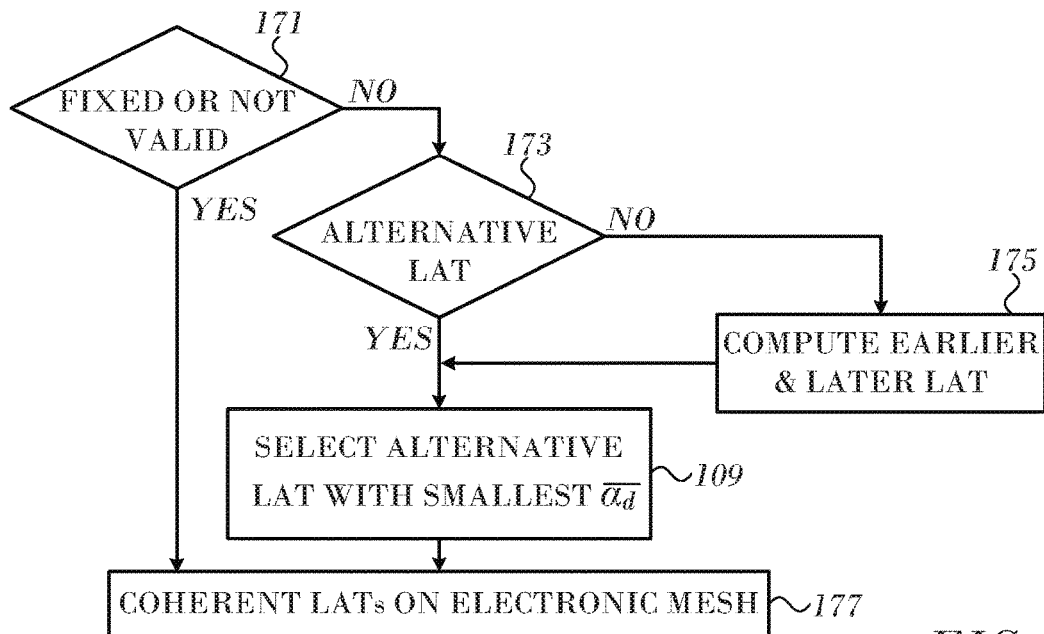 171
FIXED OR NOT
VALID
NO
YES
173
ALTERNATIVE
LAT
NO
YES
175
COMPUTE EARLIER
& LATER LAT
SELECT ALTERNATIVE
LAT WITH SMALLEST $\overline{\alpha_d}$
109
COHERENT LATs ON ELECTRONIC MESH
177